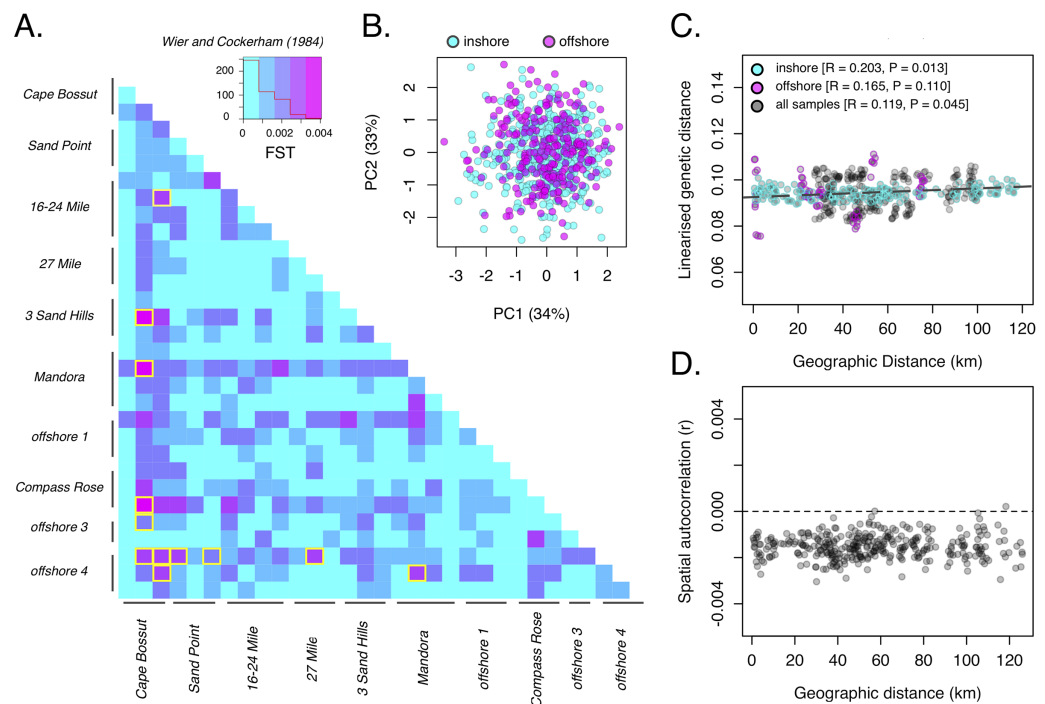 A.
Wier and Cockerham (1984)
200
100
0
0 0.002 0.004
FST
Cape Bossut
Sand Point
16-24 Mile
27 Mile
3 Sand Hills
Mandora
offshore 1
Compass Rose
offshore 3
offshore 4
Cape Bossut
Sand Point
16-24 Mile
27 Mile
3 Sand Hills
Mandora
offshore 1
Compass Rose
offshore 3
offshore 4
B.
inshore offshore
PC2 (33%)
2
1
0
-1
-2
-3 -2 -1 0 1 2
PC1 (34%)
C.
inshore [R = 0.203, P = 0.013]
offshore [R = 0.165, P = 0.110]
all samples [R = 0.119, P = 0.045]
Linearised genetic distance
0.14
0.12
0.10
0.08
0.06
0 20 40 60 80 100 120
Geographic Distance (km)
D.
Spatial autocorrelation (r)
0.004
0.000
-0.004
0 20 40 60 80 100 120
Geographic distance (km)